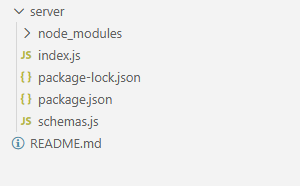 server
node_modules
JS index.js
{ } package-lock.json
{ } package.json
JS schemas.js
README.md